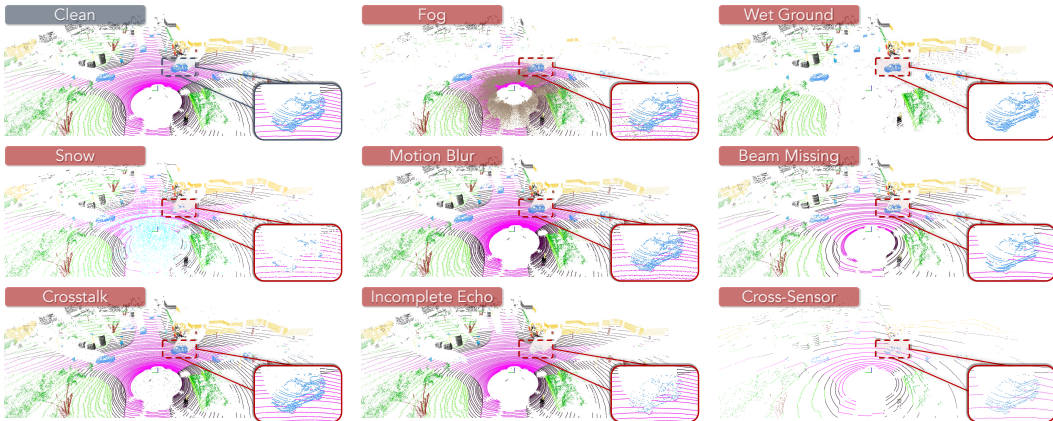 Clean
Fog
Wet Ground
Snow
Motion Blur
Beam Missing
Crosstalk
Incomplete Echo
Cross-Sensor